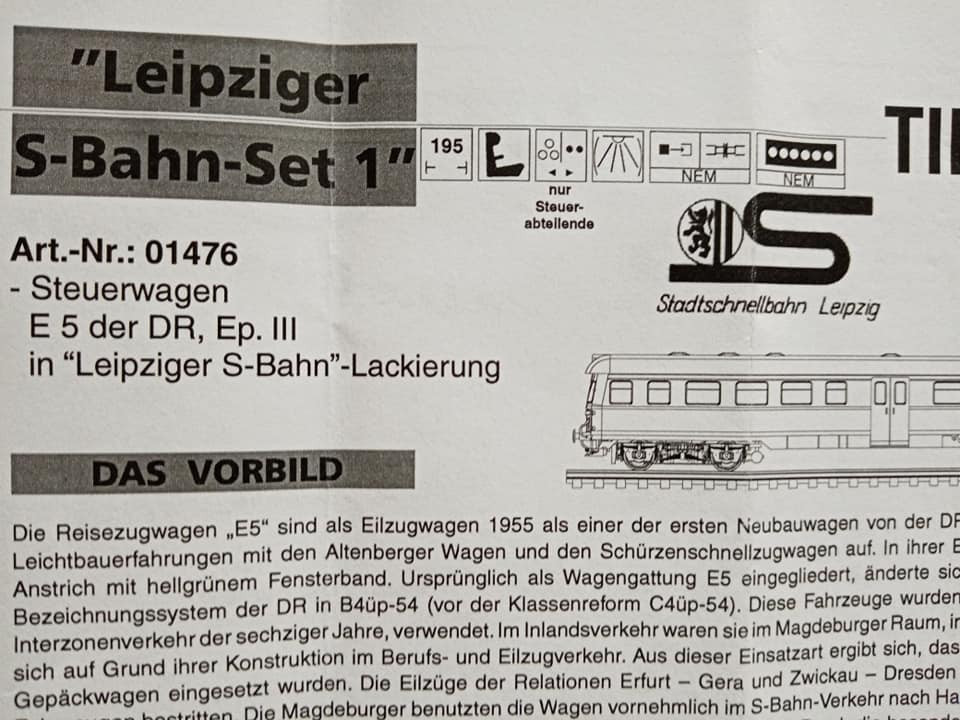 "Leipziger
S-Bahn-Set 1"
195
E
nur
Steuer-
abteilende
NEM
NEM
Art.-Nr.: 01476
- Steuerwagen
E 5 der DR, Ep. III
in “Leipziger S-Bahn”-Lackierung
S
Stadtschnellbahn Leipzig
DAS VORBILD
Die Reisezugwagen „E5“ sind als Eilzugwagen 1955 als einer der ersten Neubauwagen von der
Leichtbauerfahrungen mit den Altenberger Wagen und den Schürzenschnellzugwagen auf. In ihrer
Anstrich mit hellgrünem Fensterband. Ursprünglich als Wagengattung E5 eingegliedert, änderte
Bezeichnungssystem der DR in B4üp-54 (vor der Klassenreform C4üp-54). Diese Fahrzeuge wurden
Interzonenverkehr der sechziger Jahre, verwendet. Im Inlandsverkehr waren sie im Magdeburger Raum,
sich auf Grund ihrer Konstruktion im Berufs- und Eilzugverkehr. Aus dieser Einsatzart ergibt sich,
Gepäckwagen eingesetzt wurden. Die Eilzüge der Relationen Erfurt – Gera und Zwickau – Dresden
bestritten. Die Magdeburger benutzten die Wagen vornehmlich im S-Bahn-Verkehr nach